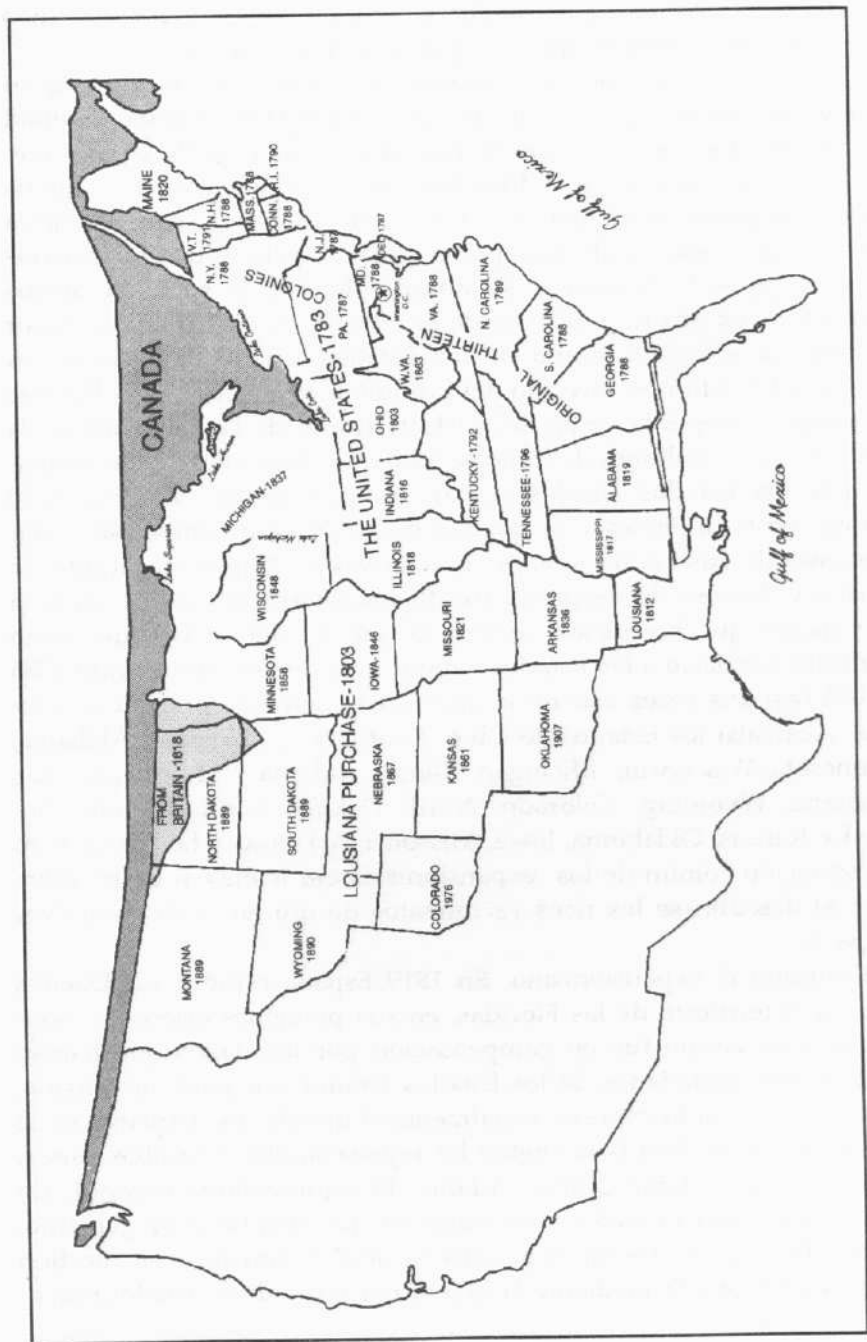 CANADA
MAINE
1820
V.T.
1791
N.H.
1788
MASS.1788
R.I. 1790
CONN.
1788
N.Y.
1788
N.J.
1787
PA. 1787
MD.
1788
DEL 1787
Washington
D.C.
VA. 1788
W.VA.
1863
N. CAROLINA
1789
S. CAROLINA
1788
GEORGIA
1788
ORIGINAL THIRTEEN COLONIES
THE UNITED STATES-1783
OHIO
1803
INDIANA
1816
ILLINOIS
1818
MICHIGAN-1837
WISCONSIN
1848
KENTUCKY-1792
TENNESSEE-1796
ALABAMA
1819
MISSISSIPPI
1817
Lake Superior
Lake Michigan
Lake Ontario
FROM
BRITAIN-1818
LOUSIANA PURCHASE-1803
MINNESOTA
1858
IOWA-1846
MISSOURI
1821
ARKANSAS
1836
LOUSIANA
1812
NORTH DAKOTA
1889
SOUTH DAKOTA
1889
NEBRASKA
1867
KANSAS
1861
OKLAHOMA
1907
MONTANA
1889
WYOMING
1890
COLOPADO
1976
Gulf of Mexico
Gulf of Mexico